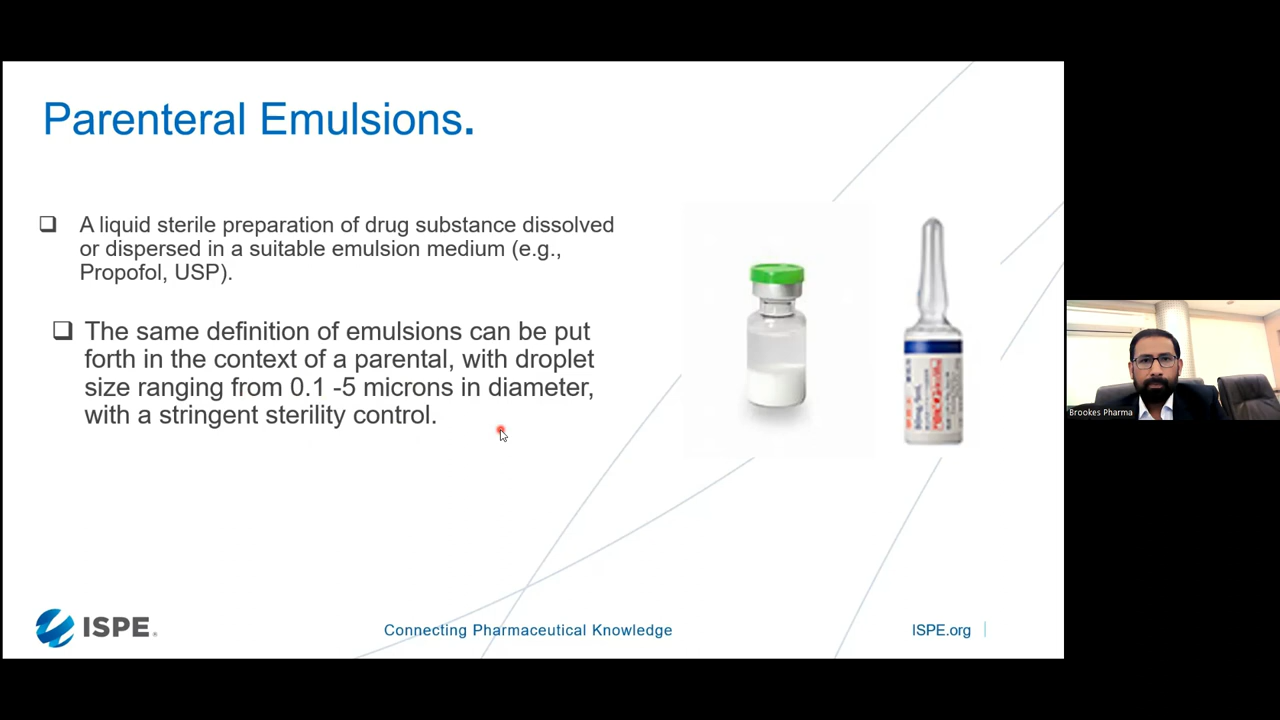 Parenteral Emulsions.
❑ A liquid sterile preparation of drug substance dissolved
or dispersed in a suitable emulsion medium (e.g.,
Propofol, USP).
❑ The same definition of emulsions can be put
forth in the context of a parental, with droplet
size ranging from 0.1 -5 microns in diameter,
with a stringent sterility control.
Brookes Pharma
ISPE®
Connecting Pharmaceutical Knowledge
ISPE.org